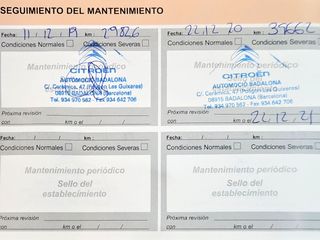 SEGUIMIENTO DEL MANTENIMIENTO
Fecha: 11/12/19 km: 29826
Condiciones Normales Condiciones Severas
Mantenimiento periódico
CITROËN
AUTOMOCIÓ BADALONA
C/. Ceràmica, 47 (Polígon Les Guixeres)
08915 BADALONA (Barcelona)
Tel. 934 970 562 - Fax 934 642 706
Próxima revisión
con km o el
Fecha: 22.12.20 km: 35662
Condiciones Normales Condiciones Severas
Mantenimiento periódico
CITROËN
AUTOMOCIÓ BADALONA
C/. Ceràmica, 47 (Polígon Les Guixeres)
08915 BADALONA (Barcelona)
Tel. 934 970 562 - Fax 934 642 706
Próxima revisión
con km o el 22.12.21
Fecha: km:
Condiciones Normales Condiciones Severas
Mantenimiento periódico
Sello del
establecimiento
Próxima revisión
con km o el
Fecha: km:
Condiciones Normales Condiciones Severas
Mantenimiento periódico
Sello del
establecimiento
Próxima revisión
con km o el